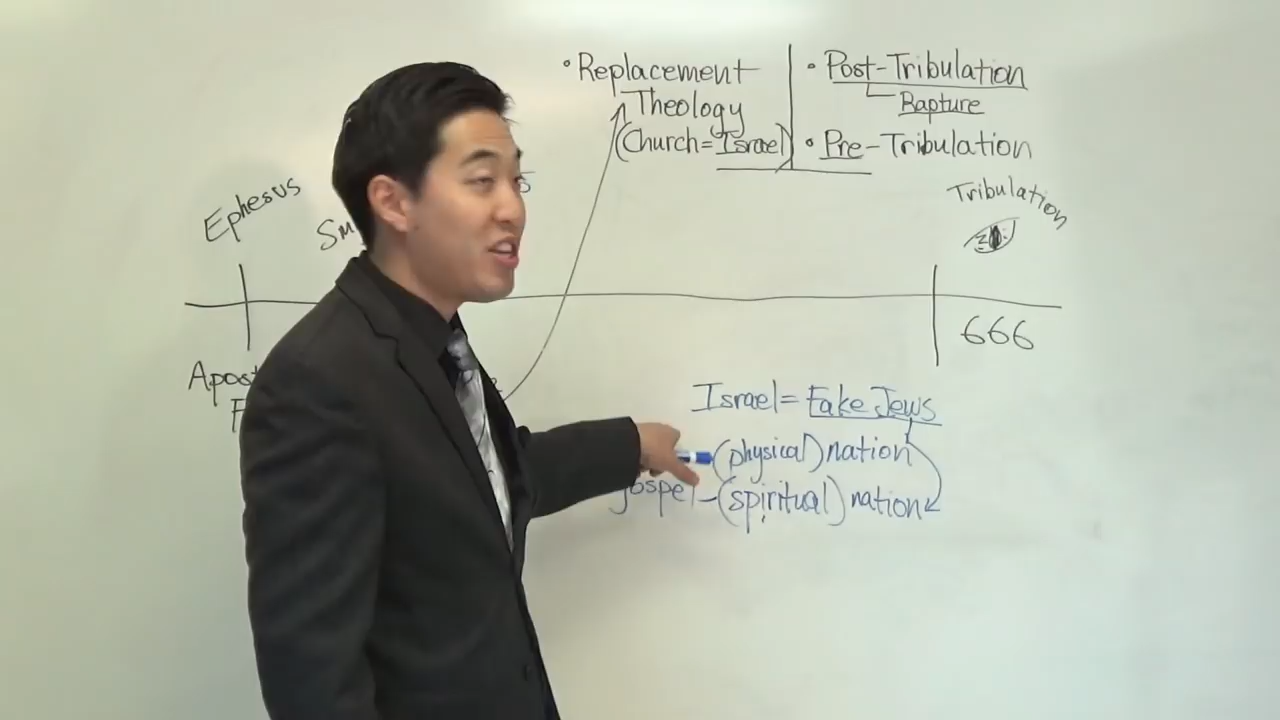 • Replacement
Theology
(Church = Israel)
• Post-Tribulation
Rapture
• Pre-Tribulation
Ephesus
Tribulation
666
Israel = Fake Jews
(physical) nation
gospel - (spiritual) nation